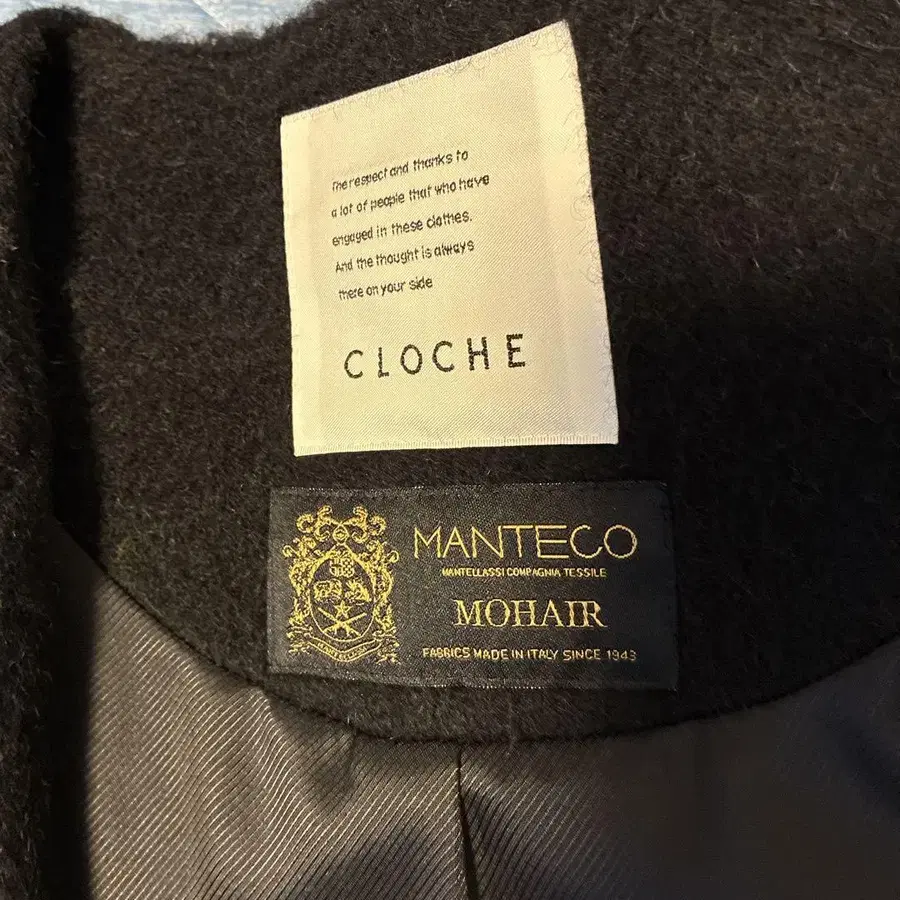 The respect and thanks to
a lot of people that who have
engaged in these clothes.
And the thought is always
there on your side
CLOCHE
MANTECO
MANTELLASSI COMPAGNIA TESSILE
MOHAIR
FABRICS MADE IN ITALY SINCE 1943